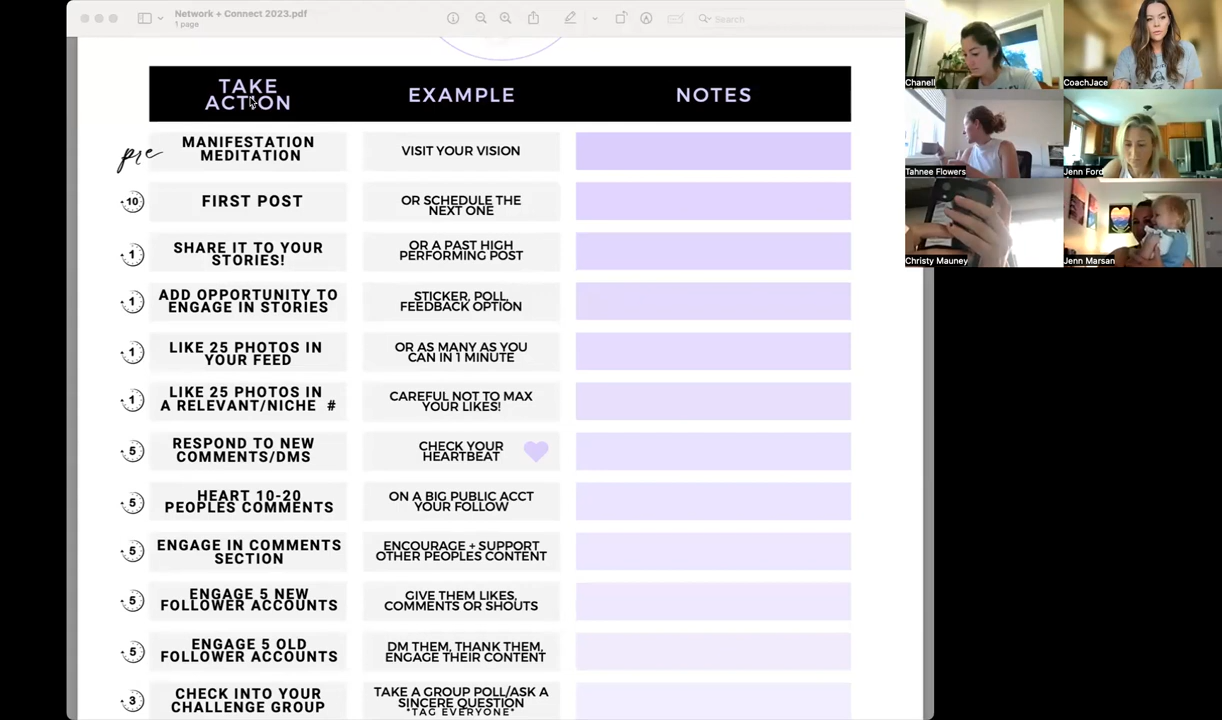 Network + Connect 2023.pdf
1 page
Search
TAKE
ACTION
EXAMPLE
NOTES
pre
MANIFESTATION
MEDITATION
VISIT YOUR VISION
10
FIRST POST
OR SCHEDULE THE
NEXT ONE
1
SHARE IT TO YOUR
STORIES!
OR A PAST HIGH
PERFORMING POST
1
ADD OPPORTUNITY TO
ENGAGE IN STORIES
STICKER, POLL,
FEEDBACK OPTION
1
LIKE 25 PHOTOS IN
YOUR FEED
OR AS MANY AS YOU
CAN IN 1 MINUTE
1
LIKE 25 PHOTOS IN
A RELEVANT/NICHE #
CAREFUL NOT TO MAX
YOUR LIKES!
5
RESPOND TO NEW
COMMENTS/DMS
CHECK YOUR
HEARTBEAT
5
HEART 10-20
PEOPLES COMMENTS
ON A BIG PUBLIC ACCT
YOUR FOLLOW
5
ENGAGE IN COMMENTS
SECTION
ENCOURAGE + SUPPORT
OTHER PEOPLES CONTENT
5
ENGAGE 5 NEW
FOLLOWER ACCOUNTS
GIVE THEM LIKES,
COMMENTS OR SHOUTS
5
ENGAGE 5 OLD
FOLLOWER ACCOUNTS
DM THEM, THANK THEM,
ENGAGE THEIR CONTENT
3
CHECK INTO YOUR
CHALLENGE GROUP
TAKE A GROUP POLL/ASK A
SINCERE QUESTION
*TAG EVERYONE*
Chanell
CoachJace
Tahnee Flowers
Jenn Ford
Christy Mauney
Jenn Marsan